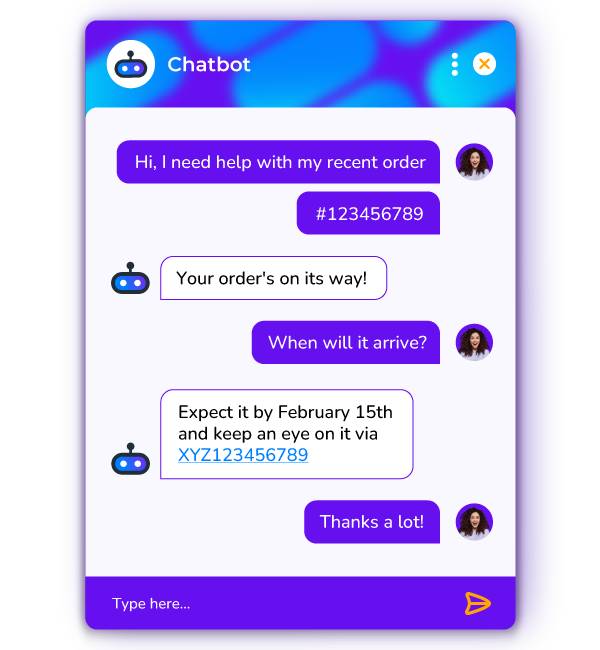 Chatbot
Hi, I need help with my recent order
#123456789
Your order's on its way!
When will it arrive?
Expect it by February 15th
and keep an eye on it via
XYZ123456789
Thanks a lot!
Type here...